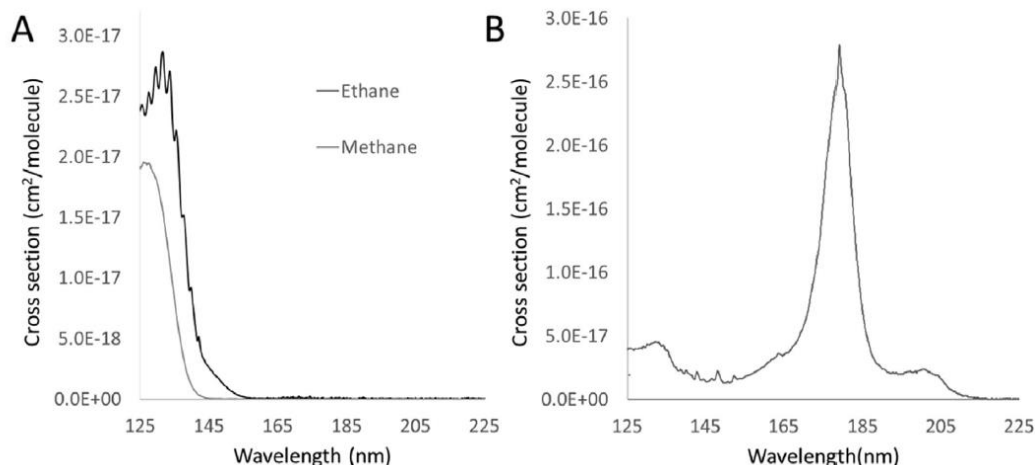 A
Cross section (cm²/molecule)
3.0E-17
2.5E-17
2.0E-17
1.5E-17
1.0E-17
5.0E-18
0.0E+00
Ethane
Methane
125 145 165 185 205 225
Wavelength (nm)
B
Cross section (cm²/molecule)
3.0E-16
2.5E-16
2.0E-16
1.5E-16
1.0E-16
5.0E-17
0.0E+00
125 145 165 185 205 225
Wavelength(nm)